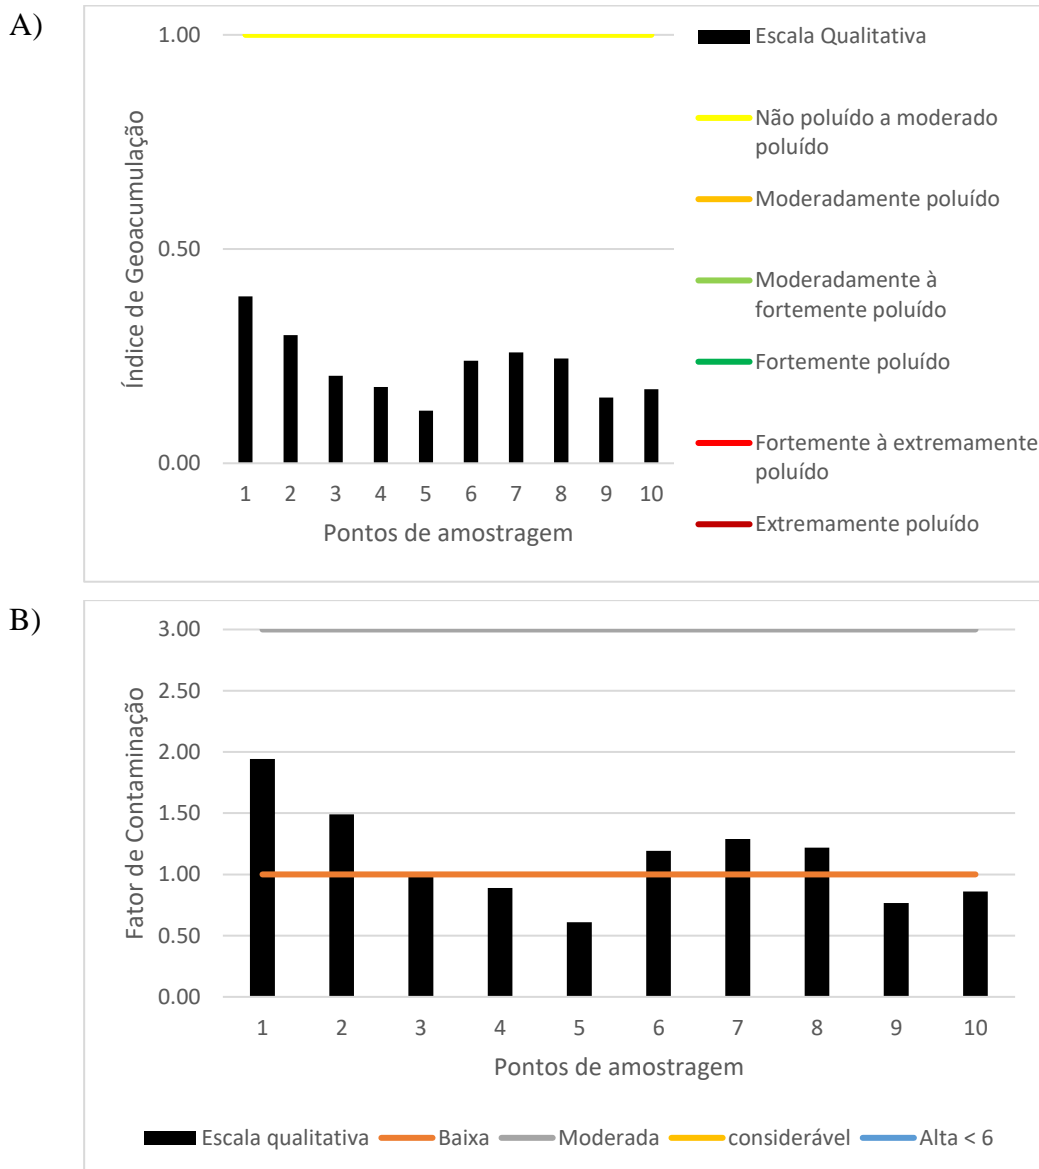 A)
1.00
0.50
0.00
Índice de Geoacumulação
1 2 3 4 5 6 7 8 9 10
Pontos de amostragem
Escala Qualitativa
Não poluído a moderado
poluído
Moderadamente poluído
Moderadamente à
fortemente poluído
Fortemente poluído
Fortemente à extremamente
poluído
Extremamente poluído
B)
3.00
2.50
2.00
1.50
1.00
0.50
0.00
Fator de Contaminação
1 2 3 4 5 6 7 8 9 10
Pontos de amostragem
Escala qualitativa Baixa Moderada considerável Alta < 6